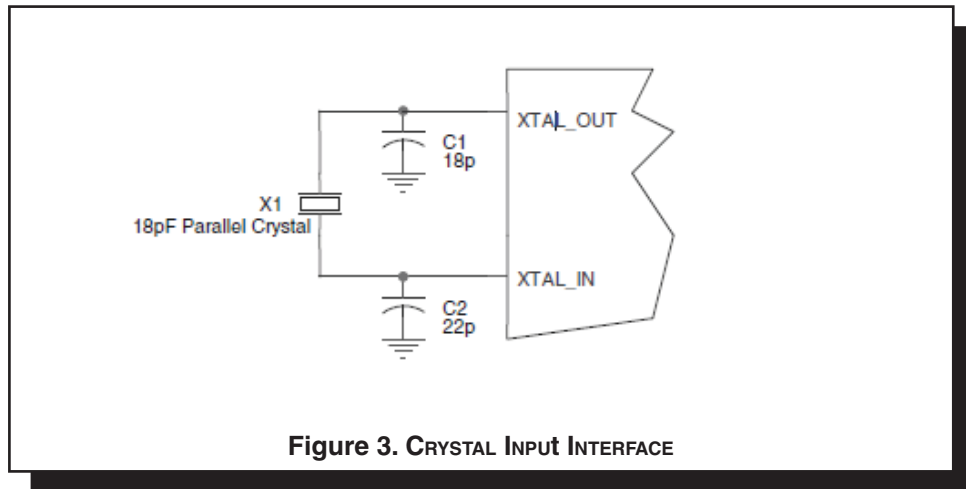 XTAL_OUT
C1
18p
X1
18pF Parallel Crystal
XTAL_IN
C2
22p
Figure 3. CRYSTAL INPUt INTERFACE